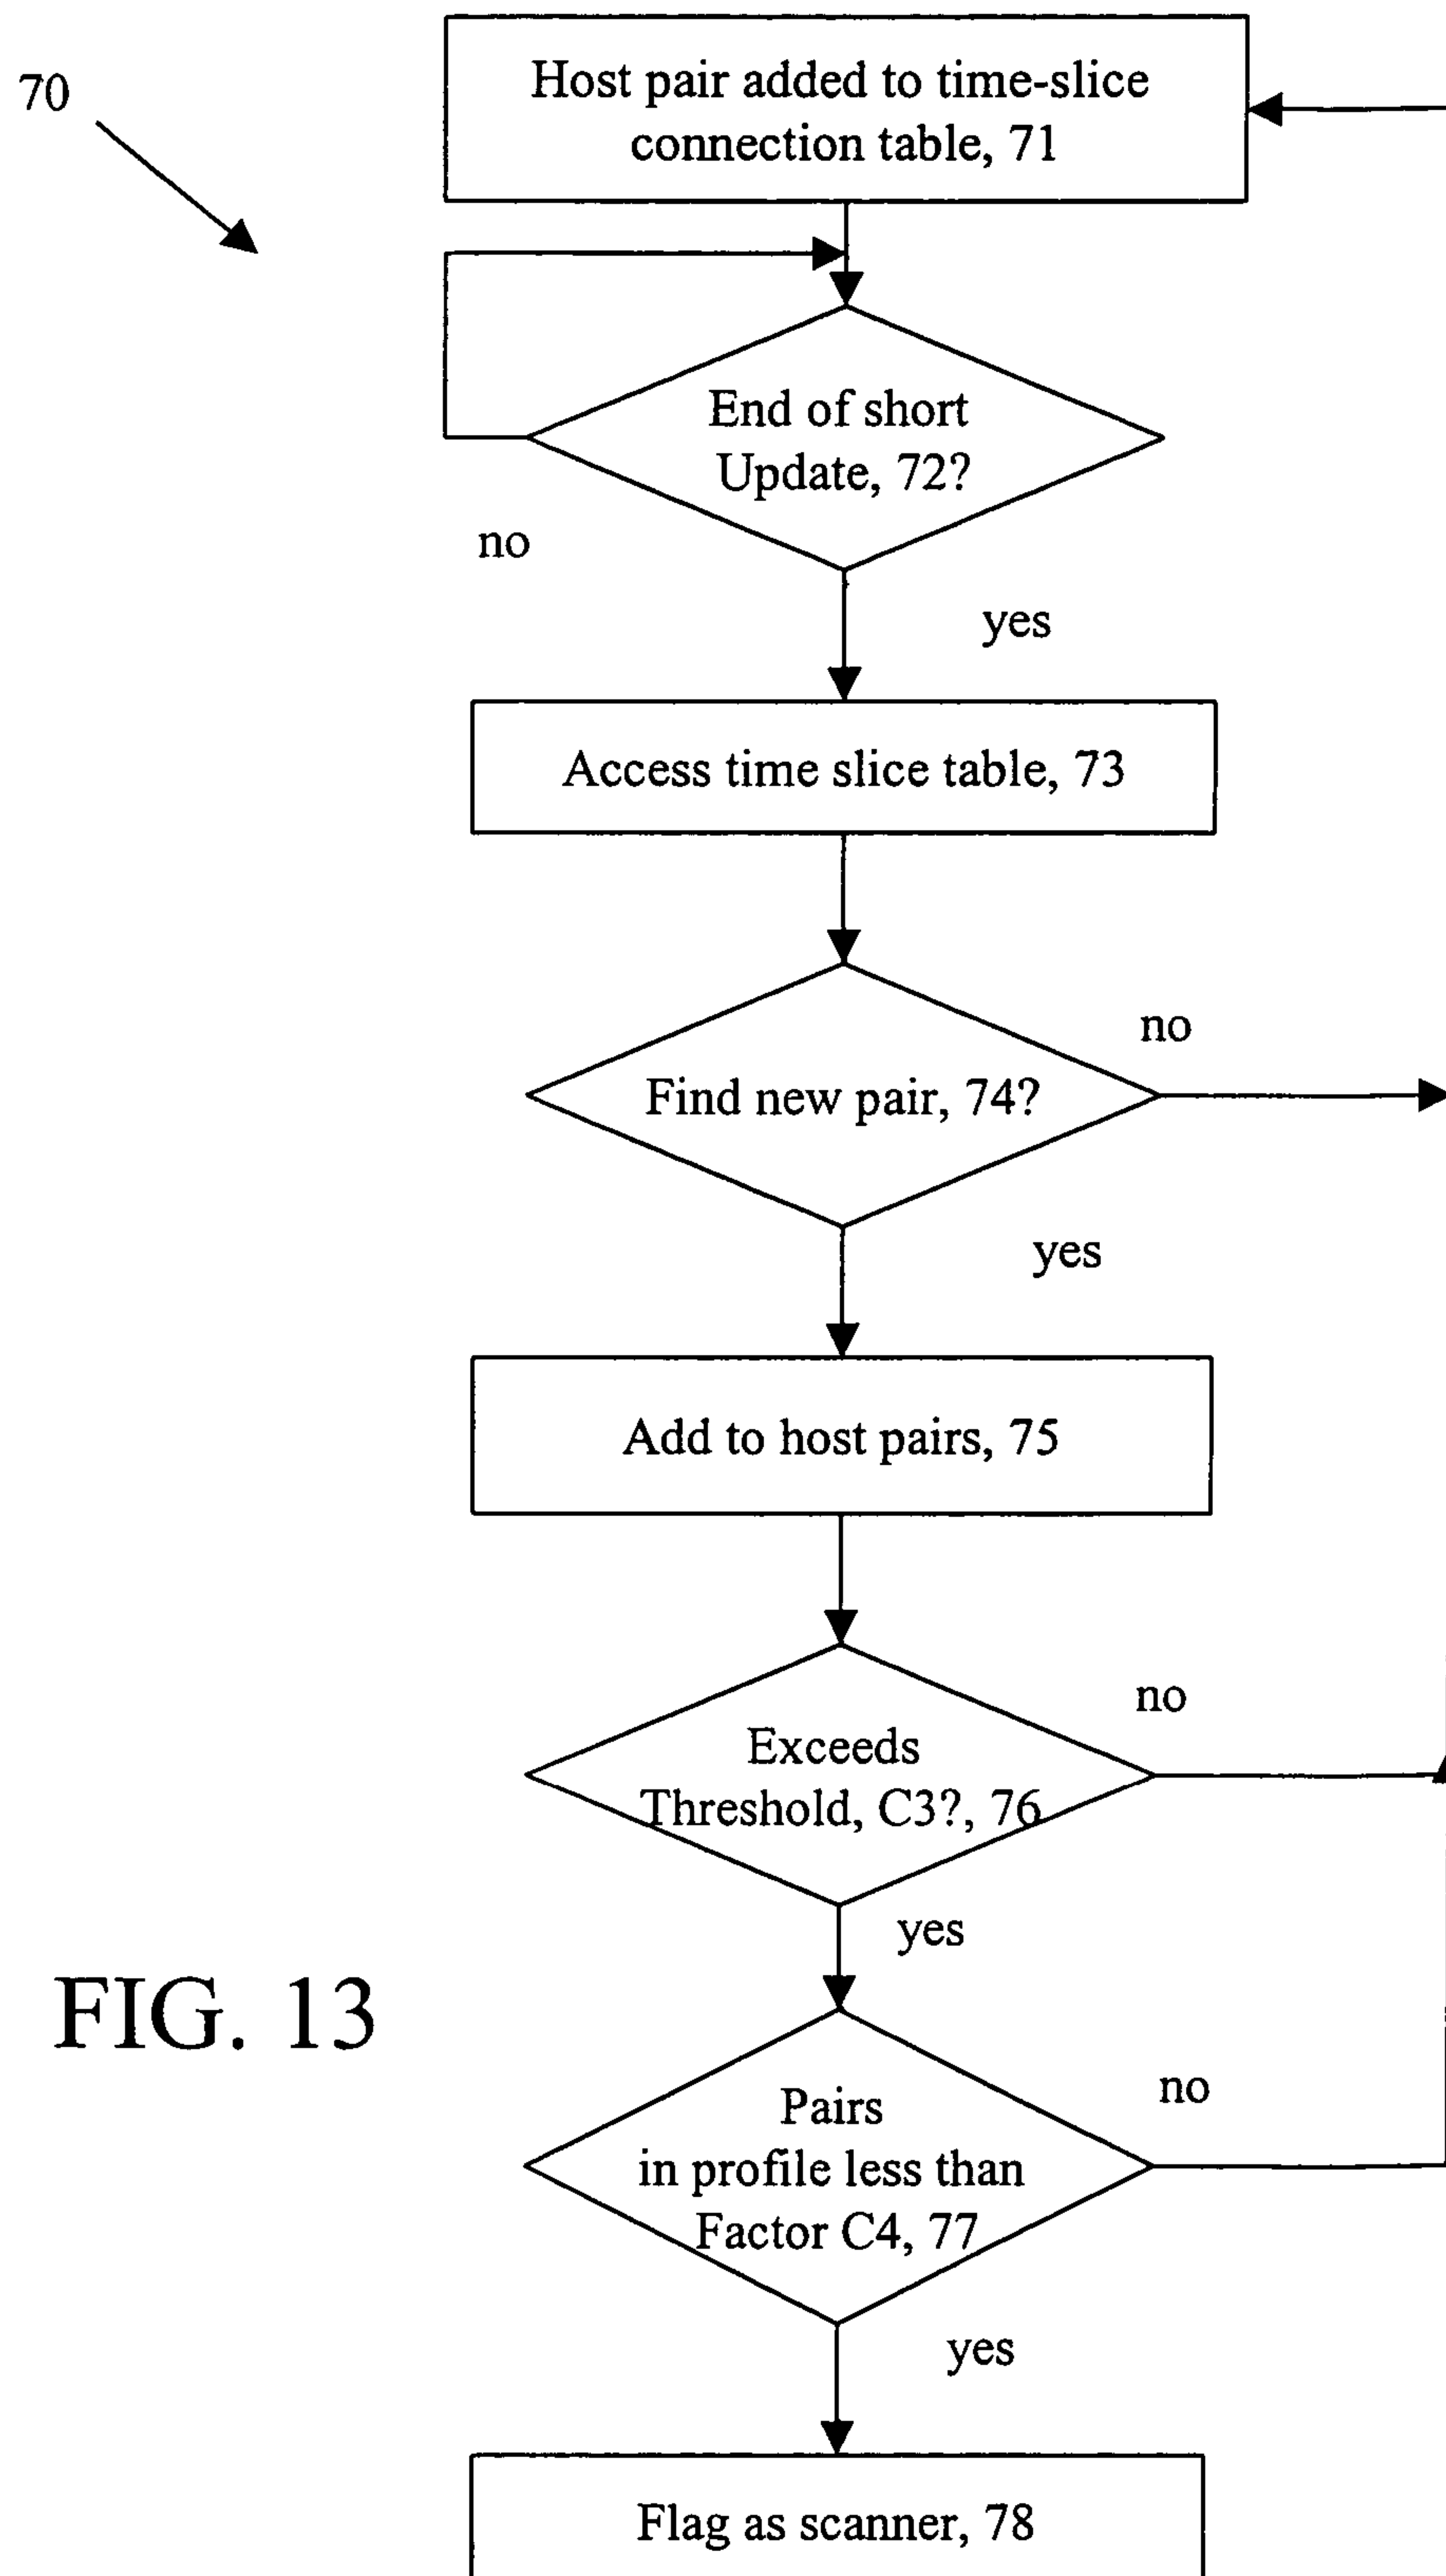 70
Host pair added to time-slice
connection table, 71
End of short
Update, 72?
no
yes
Access time slice table, 73
no
Find new pair, 74?
yes
Add to host pairs, 75
no
Exceeds
Threshold, C3?, 76
yes
FIG. 13
no
Pairs
in profile less than
Factor C4, 77
yes
Flag as scanner, 78